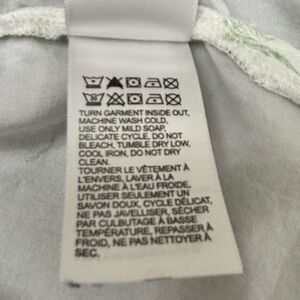 TURN GARMENT INSIDE OUT,
MACHINE WASH COLD,
USE ONLY MILD SOAP,
DELICATE CYCLE, DO NOT
BLEACH, TUMBLE DRY LOW,
COOL IRON, DO NOT DRY
CLEAN.
TOURNER LE VÊTEMENT À
L'ENVERS, LAVER À LA
MACHINE À L'EAU FROIDE,
UTILISER SEULEMENT UN
SAVON DOUX, CYCLE DÉLICAT,
NE PAS JAVELLISER, SÉCHER
PAR CULBUTAGE À BASSE
TEMPÉRATURE, REPASSER À
FROID, NE PAS NETTOYER À
SEC.